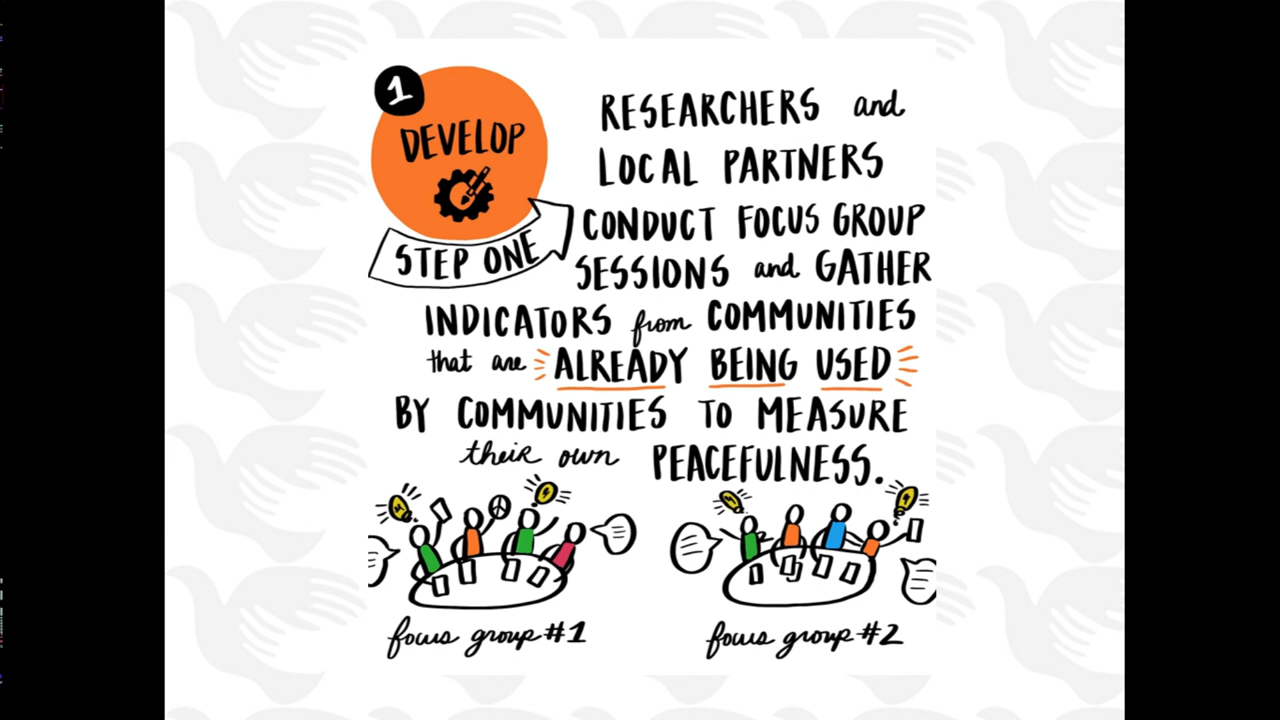 1
DEVELOP
STEP ONE
RESEARCHERS and
LOCAL PARTNERS
CONDUCT FOCUS GROUP
SESSIONS and GATHER
INDICATORS from COMMUNITIES
that are ALREADY BEING USED
BY COMMUNITIES TO MEASURE
their own PEACEFULNESS.
focus group #1
focus group #2